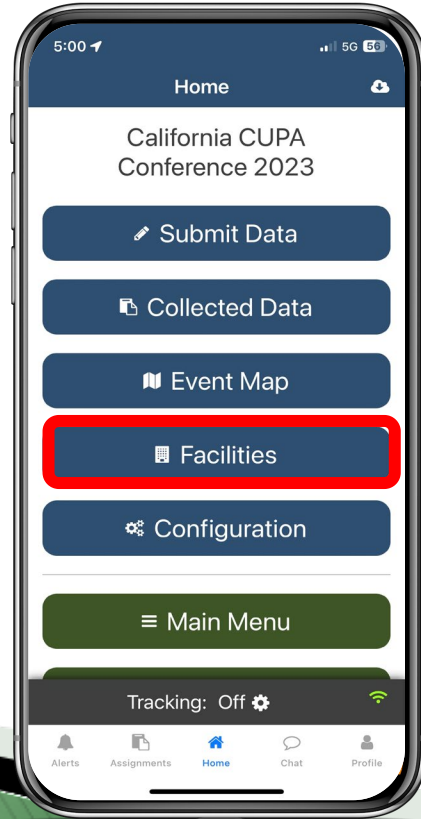 5:00
5G 56
Home
California CUPA
Conference 2023
Submit Data
Collected Data
Event Map
Facilities
Configuration
Main Menu
Tracking: Off
Alerts
Assignments
Home
Chat
Profile